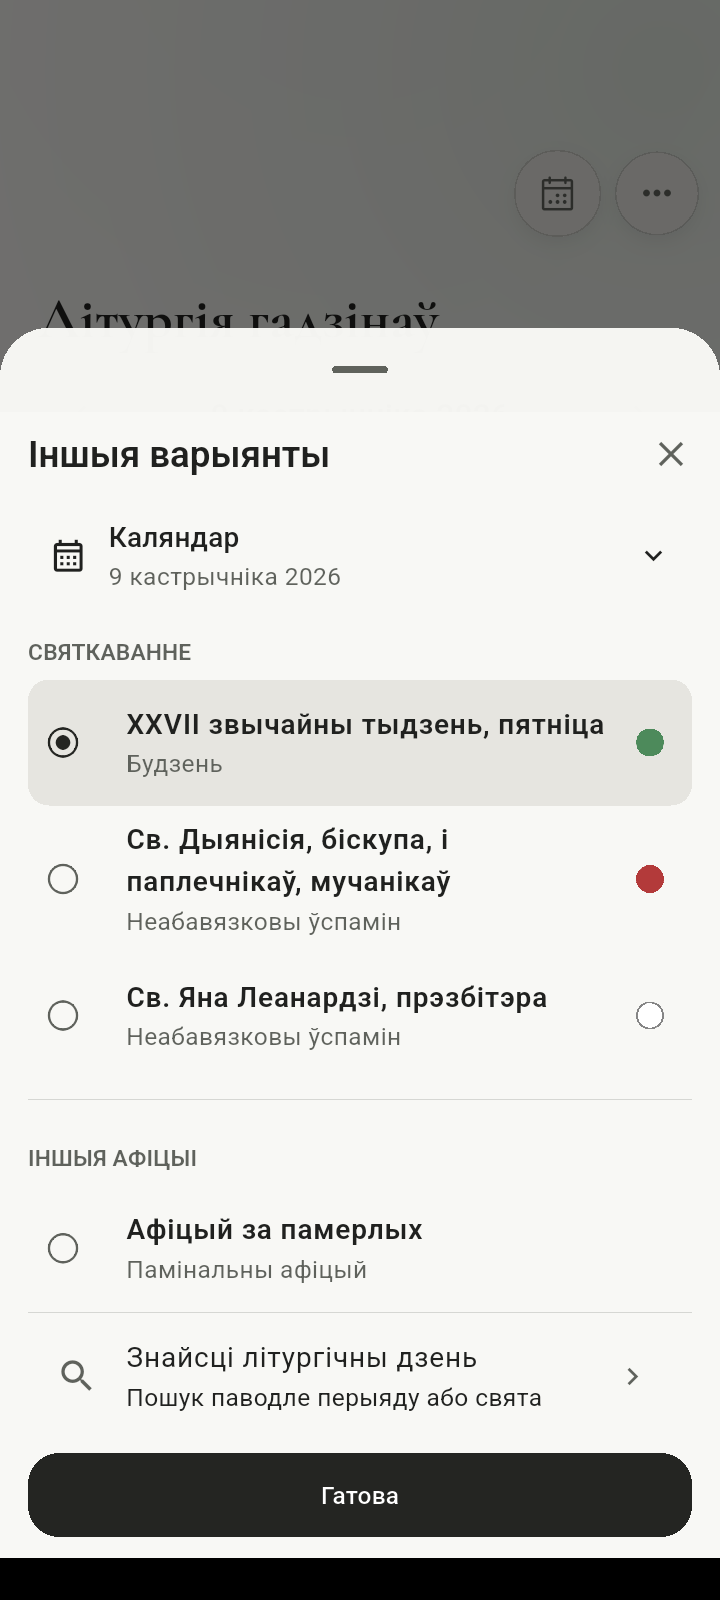 Літургія гадзінаў
Іншыя варыянты
Каляндар
9 кастрычніка 2026
СВЯТКАВАННЕ
XXVII звычайны тыдзень, пятніца
Будзень
Св. Дыянісія, біскупа, і
паплечнікаў, мучанікаў
Неабавязковы ўспамін
Св. Яна Леанардзі, прэзбітэра
Неабавязковы ўспамін
ІНШЫЯ АФІЦЫІ
Афіцый за памерлых
Памінальны афіцый
Знайсці літургічны дзень
Пошук паводле перыяду або свята
Гатова